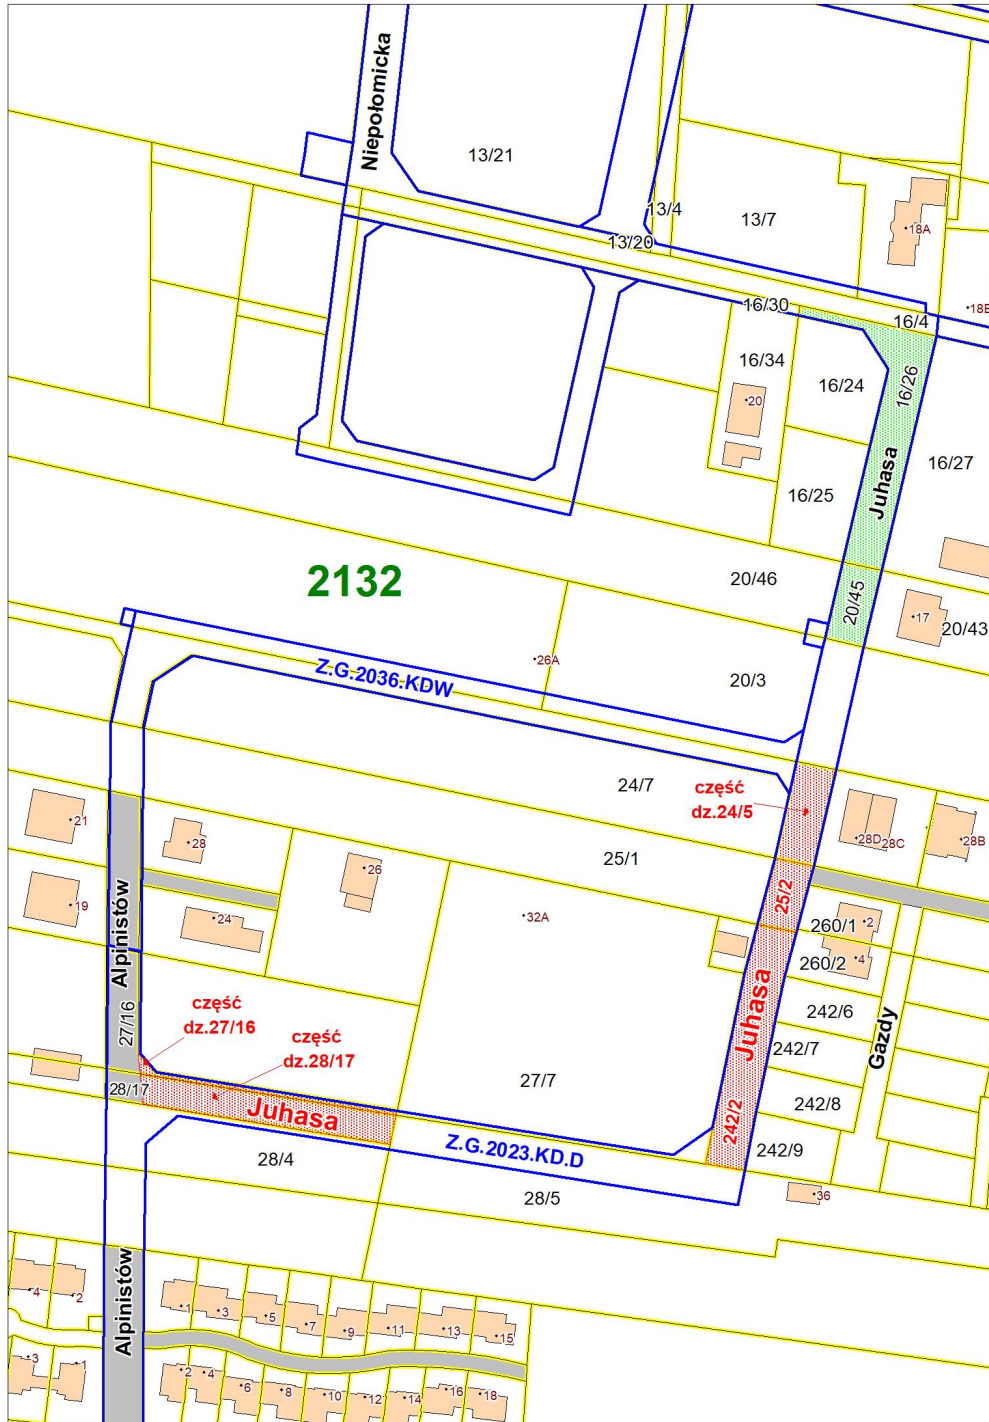 Niepołomicka
13/21
13/4
13/7
13/20
18A
16/30
16/4
18B
16/34
16/24
16/26
20
16/27
Juhasa
16/25
2132
20/46
20/45
17
20/43
26A
Z.G.2036.KDW
20/3
24/7
część
dz.24/5
21
28
28D
28C
28B
25/1
26
25/2
19
24
32A
260/1
2
Alpinistów
260/2
4
część
dz.27/16
242/6
27/16
Juhasa
Gazdy
część
dz.28/17
242/7
27/7
28/17
242/8
Juhasa
242/2
Z.G.2023.KD.D
242/9
28/4
28/5
36
Alpinistów
4
2
1
3
5
7
9
11
13
15
3
1
2
4
6
8
10
12
14
16
18